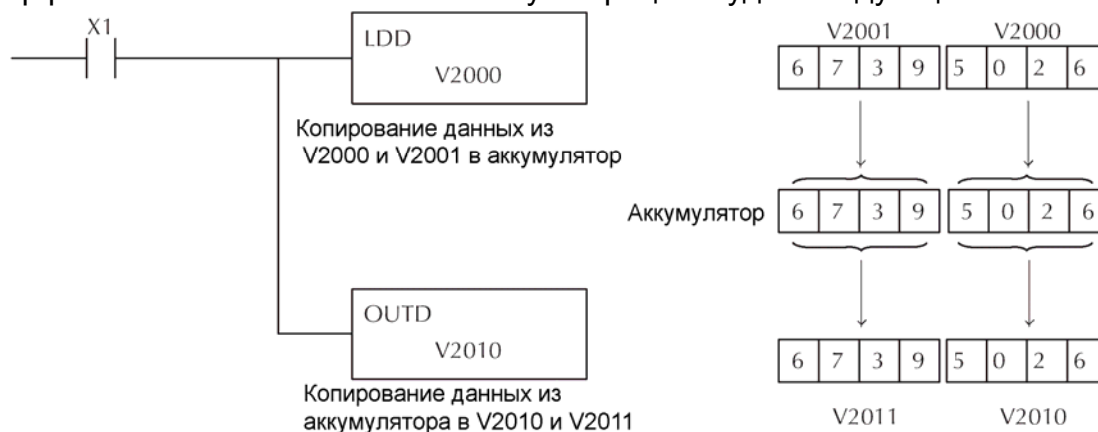 X1
LDD
V2000
Копирование данных из
V2000 и V2001 в аккумулятор
OUTD
V2010
Копирование данных из
аккумулятора в V2010 и V2011
V2001 V2000
6 7 3 9 5 0 2 6
Аккумулятор 6 7 3 9 5 0 2 6
6 7 3 9 5 0 2 6
V2011 V2010